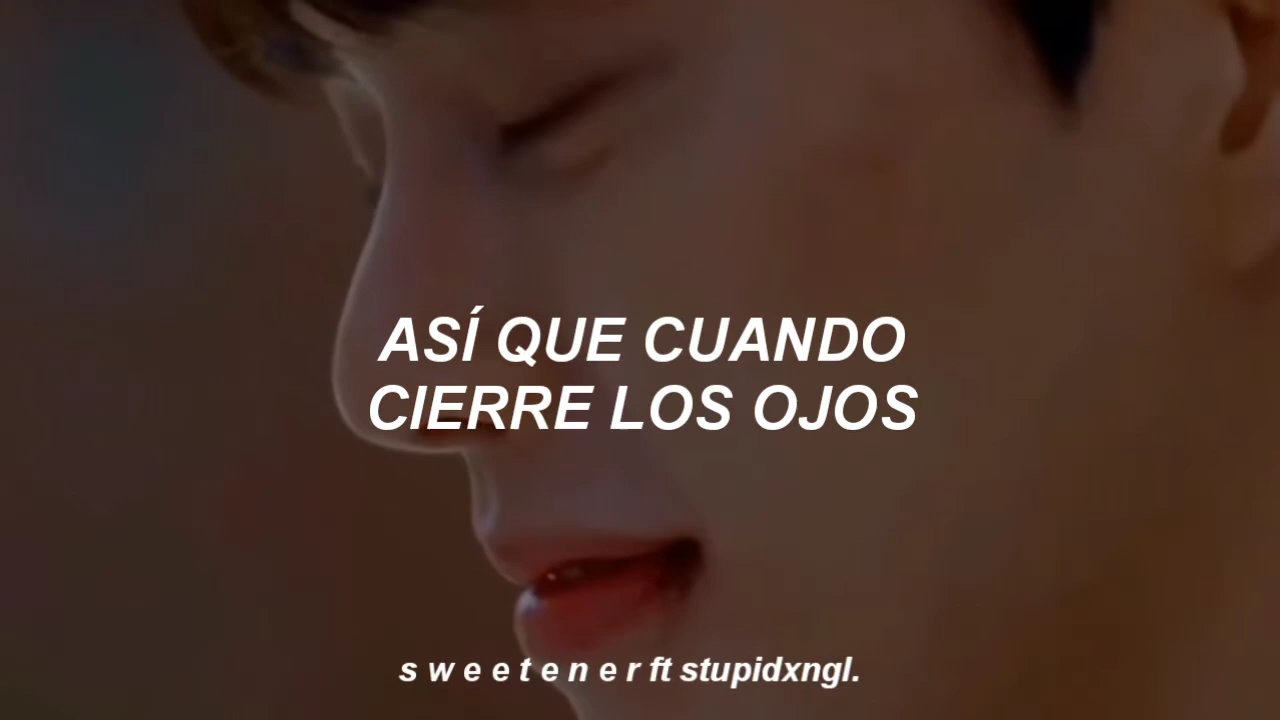 ASÍ QUE CUANDO
CIERRE LOS OJOS
s w e e t e n e r ft stupidxngl.